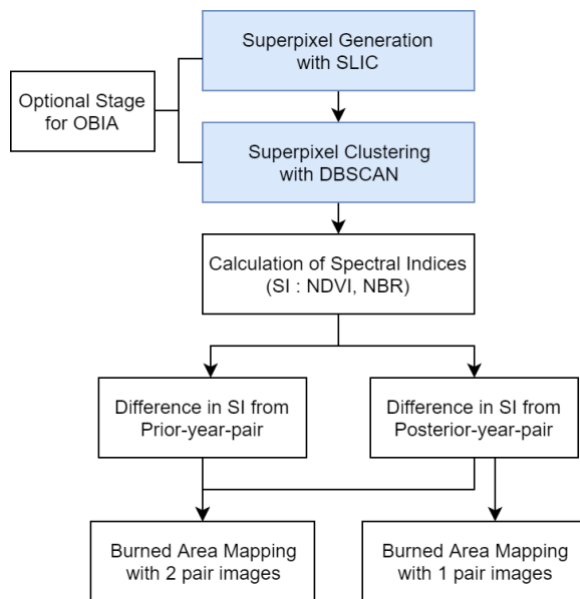 Superpixel Generation
with SLIC
Optional Stage
for OBIA
Superpixel Clustering
with DBSCAN
Calculation of Spectral Indices
(SI : NDVI, NBR)
Difference in SI from
Prior-year-pair
Difference in SI from
Posterior-year-pair
Burned Area Mapping
with 2 pair images
Burned Area Mapping
with 1 pair images